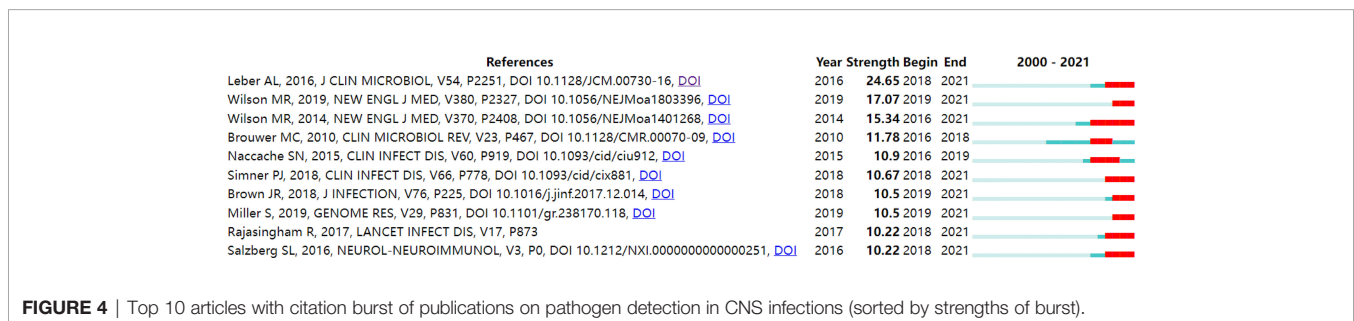 References Year Strength Begin End 2000 - 2021
Leber AL, 2016, J CLIN MICROBIOL, V54, P2251, DOI 10.1128/JCM.00730-16, DOI 2016 24.65 2018 2021
Wilson MR, 2019, NEW ENGL J MED, V380, P2327, DOI 10.1056/NEJMoa1803396, DOI 2019 17.07 2019 2021
Wilson MR, 2014, NEW ENGL J MED, V370, P2408, DOI 10.1056/NEJMoa1401268, DOI 2014 15.34 2016 2021
Brouwer MC, 2010, CLIN MICROBIOL REV, V23, P467, DOI 10.1128/CMR.00070-09, DOI 2010 11.78 2016 2018
Naccache SN, 2015, CLIN INFECT DIS, V60, P919, DOI 10.1093/cid/ciu912, DOI 2015 10.9 2016 2019
Simner PJ, 2018, CLIN INFECT DIS, V66, P778, DOI 10.1093/cid/cix881, DOI 2018 10.67 2018 2021
Brown JR, 2018, J INFECTION, V76, P225, DOI 10.1016/j.jinf.2017.12.014, DOI 2018 10.5 2019 2021
Miller S, 2019, GENOME RES, V29, P831, DOI 10.1101/gr.238170.118, DOI 2019 10.5 2019 2021
Rajasingham R, 2017, LANCET INFECT DIS, V17, P873 2017 10.22 2018 2021
Salzberg SL, 2016, NEUROL-NEUROIMMUNOL, V3, P0, DOI 10.1212/NXI.0000000000000251, DOI 2016 10.22 2018 2021
FIGURE 4 | Top 10 articles with citation burst of publications on pathogen detection in CNS infections (sorted by strengths of burst).